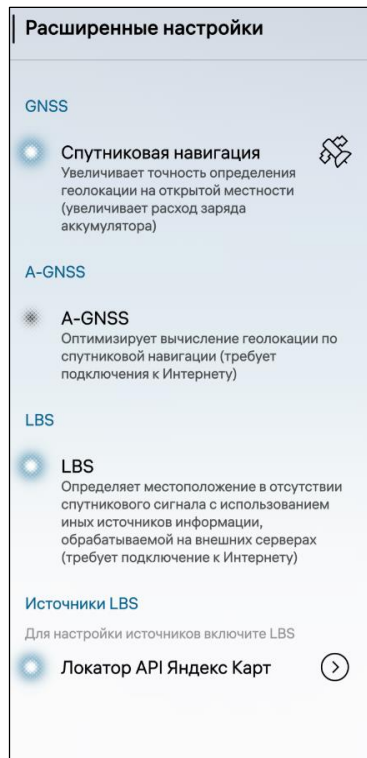 Расширенные настройки
GNSS
Спутниковая навигация
Увеличивает точность определения
геолокации на открытой местности
(увеличивает расход заряда
аккумулятора)
A-GNSS
A-GNSS
Оптимизирует вычисление геолокации по
спутниковой навигации (требует
подключения к Интернету)
LBS
LBS
Определяет местоположение в отсутствии
спутникового сигнала с использованием
иных источников информации,
обрабатываемой на внешних серверах
(требует подключение к Интернету)
Источники LBS
Для настройки источников включите LBS
Локатор API Яндекс Карт